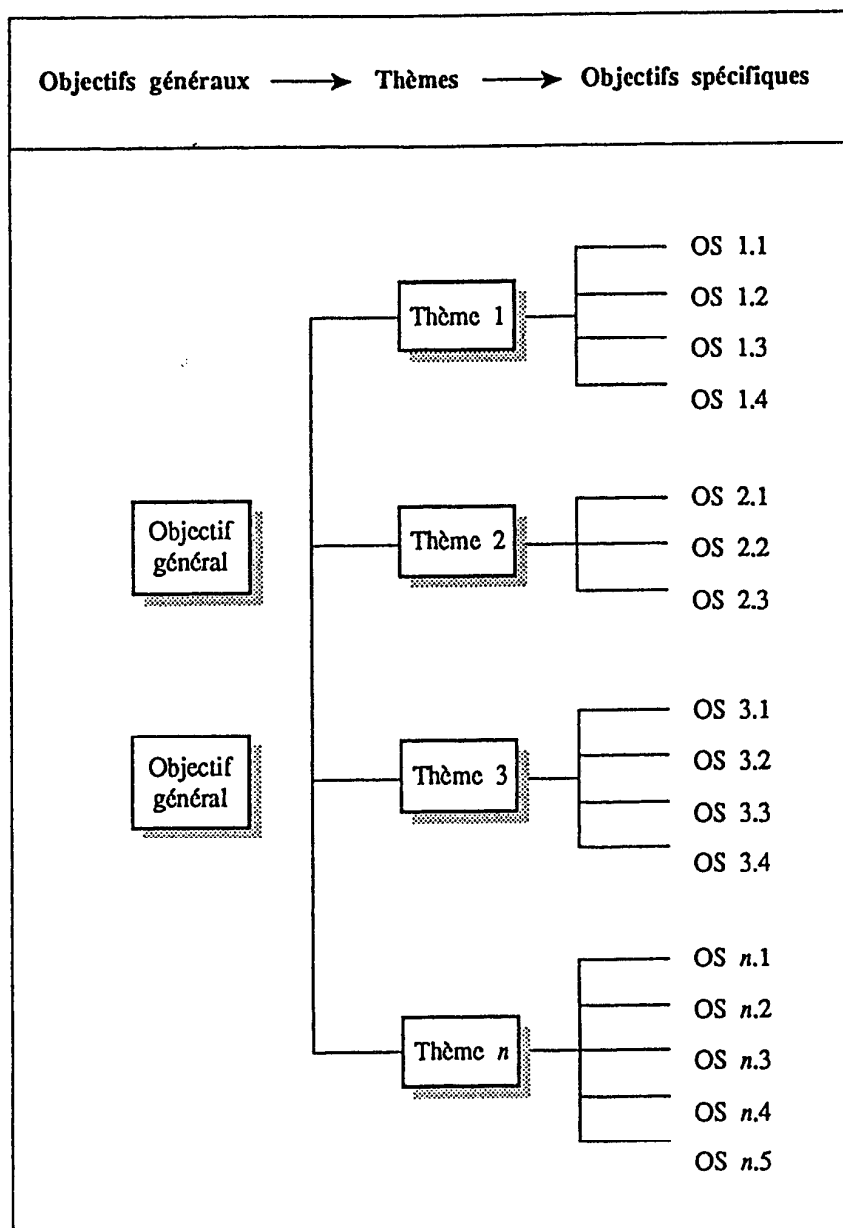 Objectifs généraux → Thèmes → Objectifs spécifiques
OS 1.1
OS 1.2
Thème 1
OS 1.3
OS 1.4
Objectif
général
OS 2.1
Thème 2
OS 2.2
OS 2.3
Objectif
général
OS 3.1
OS 3.2
Thème 3
OS 3.3
OS 3.4
OS n.1
OS n.2
Thème n
OS n.3
OS n.4
OS n.5